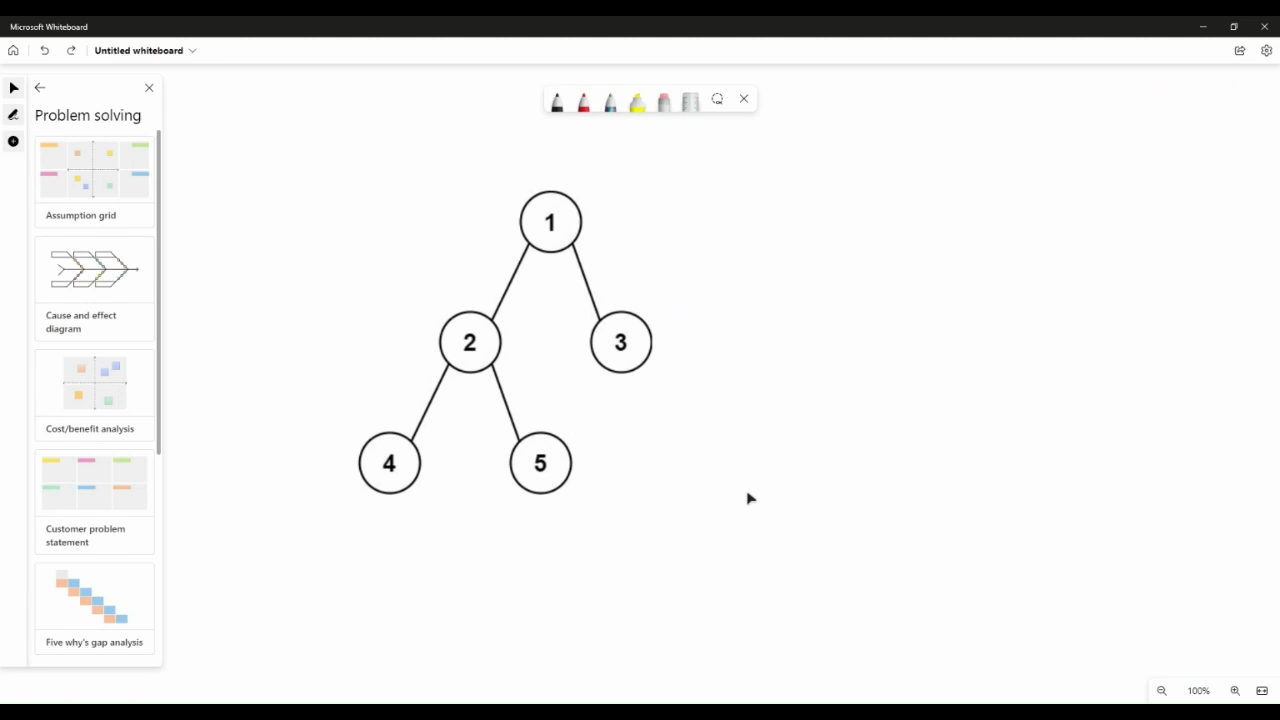 Microsoft Whiteboard
Untitled whiteboard
Problem solving
Assumption grid
Cause and effect
diagram
Cost/benefit analysis
Customer problem
statement
Five why's gap analysis
1
2
3
4
5
100%